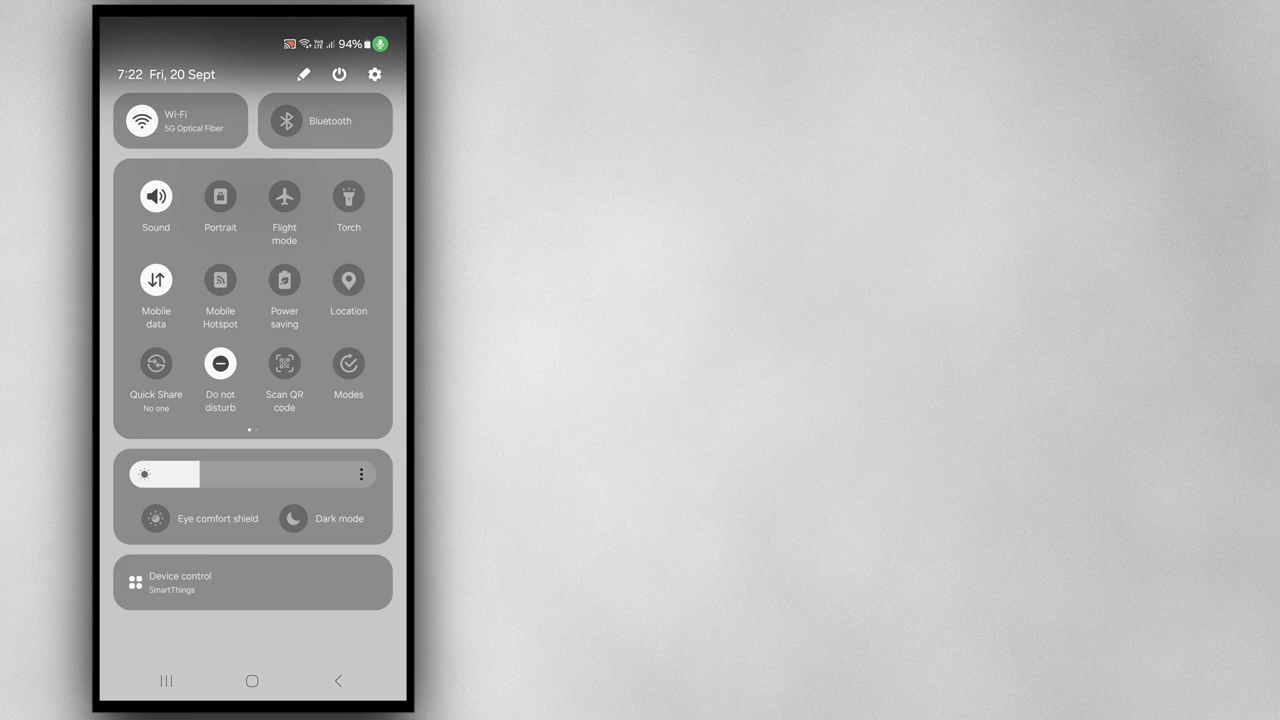 VoD
LTE
94%
7:22 Fri, 20 Sept
Wi-Fi
5G Optical Fiber
Bluetooth
Sound
Portrait
Flight
mode
Torch
Mobile
data
Mobile
Hotspot
Power
saving
Location
Quick Share
No one
Do not
disturb
Scan QR
code
Modes
Eye comfort shield
Dark mode
Device control
SmartThings